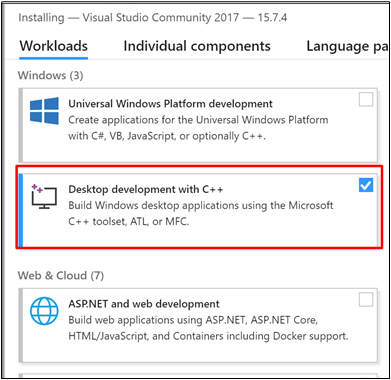 Installing — Visual Studio Community 2017 — 15.7.4
Workloads Individual components Language pa
Windows (3)
Universal Windows Platform development
Create applications for the Universal Windows Platform
with C#, VB, JavaScript, or optionally C++.
Desktop development with C++
Build Windows desktop applications using the Microsoft
C++ toolset, ATL, or MFC.
Web & Cloud (7)
ASP.NET and web development
Build web applications using ASP.NET, ASP.NET Core,
HTML/JavaScript, and Containers including Docker support.